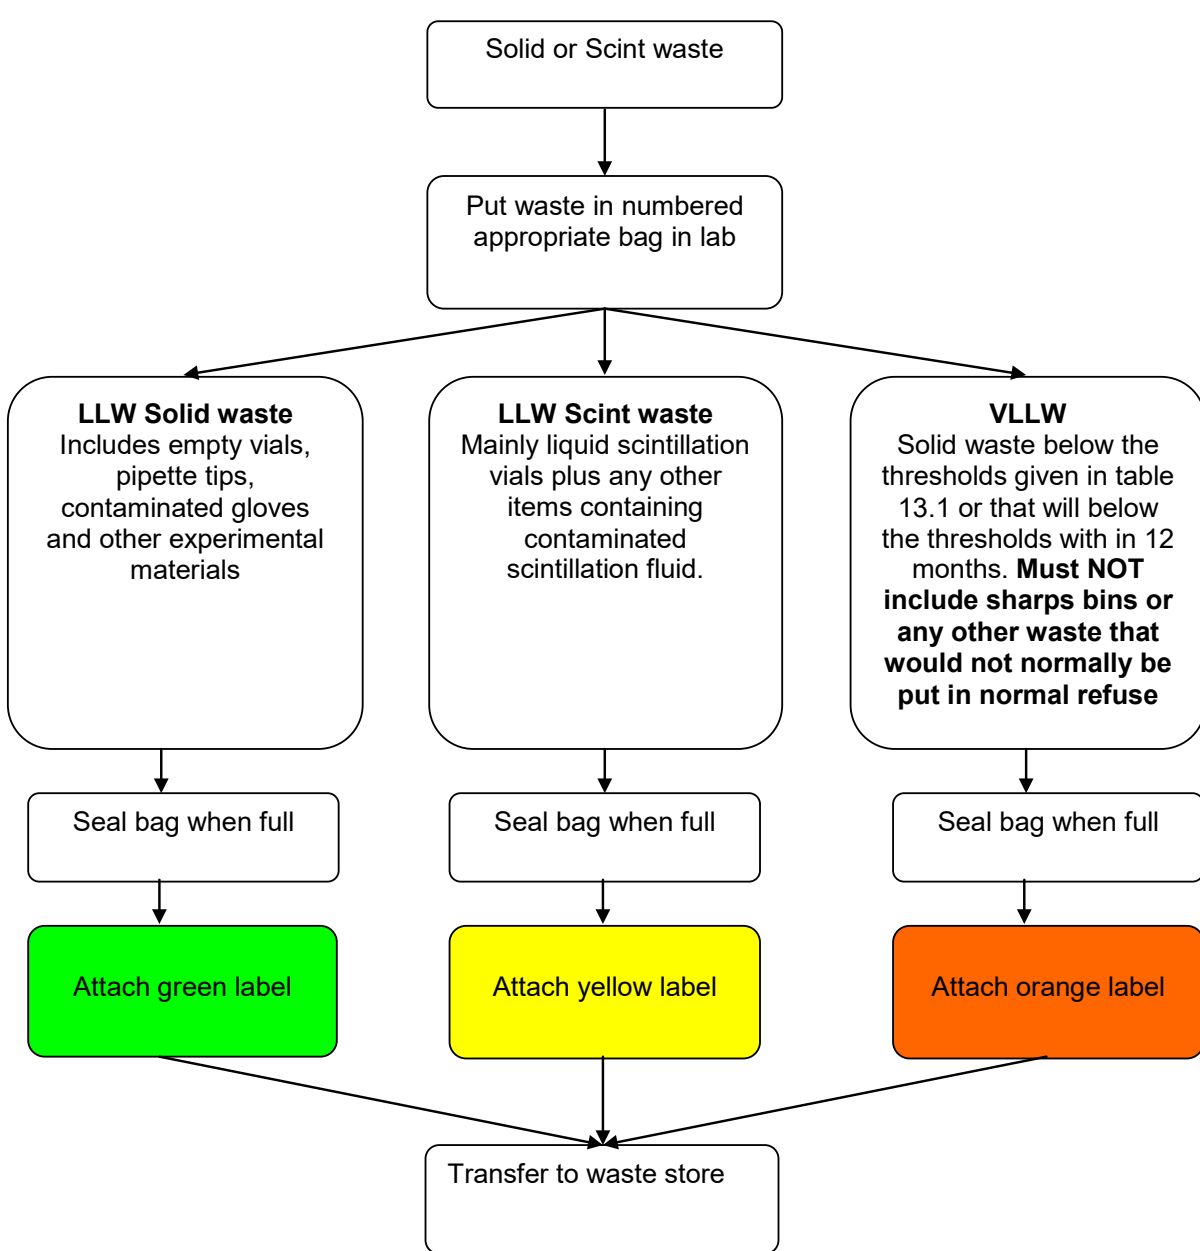 Solid or Scint waste
Put waste in numbered
appropriate bag in lab
LLW Solid waste
Includes empty vials,
pipette tips,
contaminated gloves
and other experimental
materials
LLW Scint waste
Mainly liquid scintillation
vials plus any other
items containing
contaminated
scintillation fluid.
VLLW
Solid waste below the
thresholds given in table
13.1 or that will below
the thresholds with in 12
months. Must NOT
include sharps bins or
any other waste that
would not normally be
put in normal refuse
Seal bag when full
Seal bag when full
Seal bag when full
Attach green label
Attach yellow label
Attach orange label
Transfer to waste store